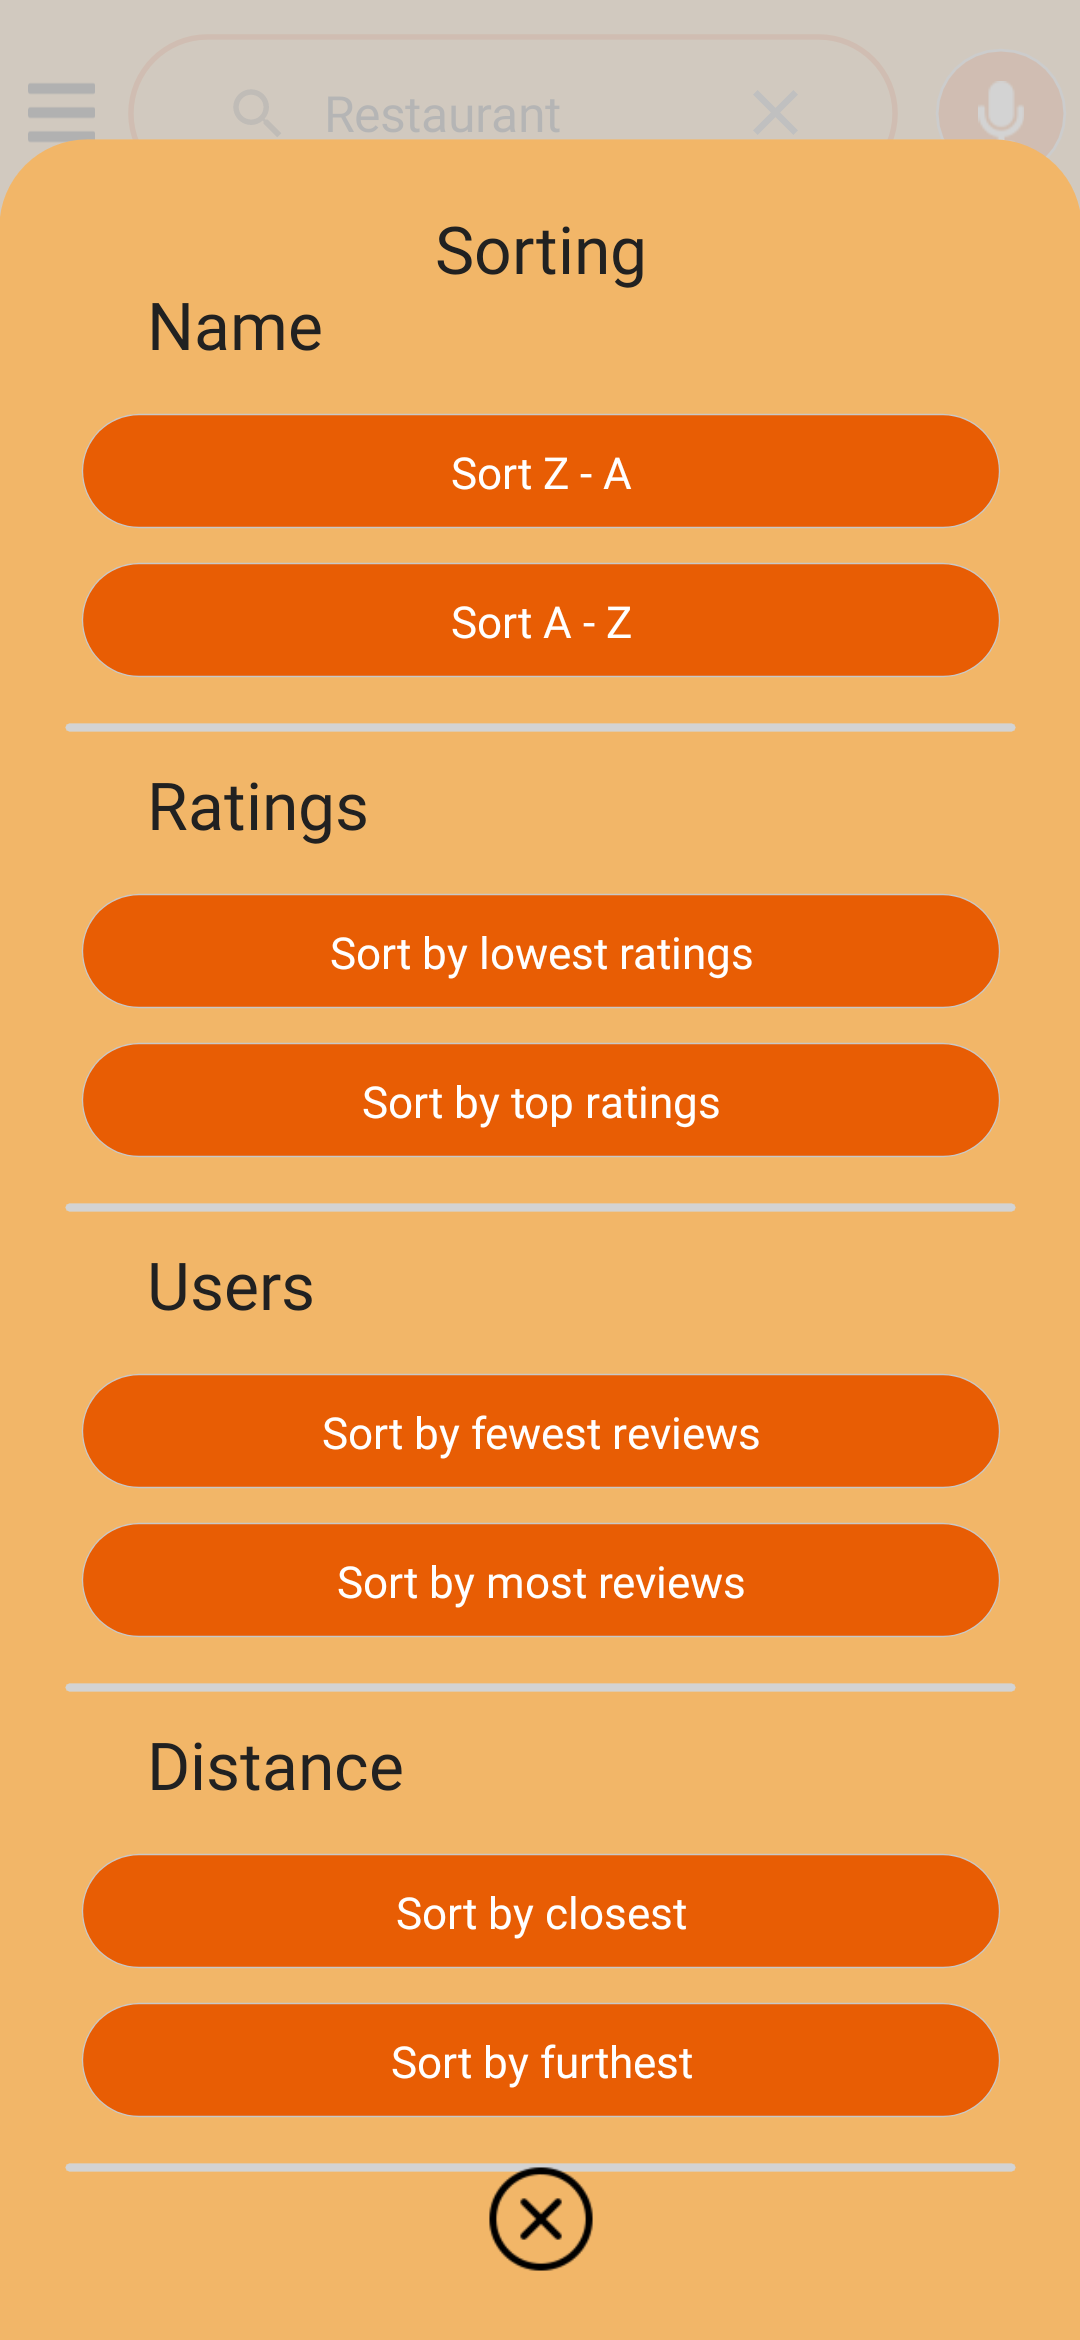 Restaurant
Sorting
Name
Sort Z - A
Sort A - Z
Ratings
Sort by lowest ratings
Sort by top ratings
Users
Sort by fewest reviews
Sort by most reviews
Distance
Sort by closest
Sort by furthest